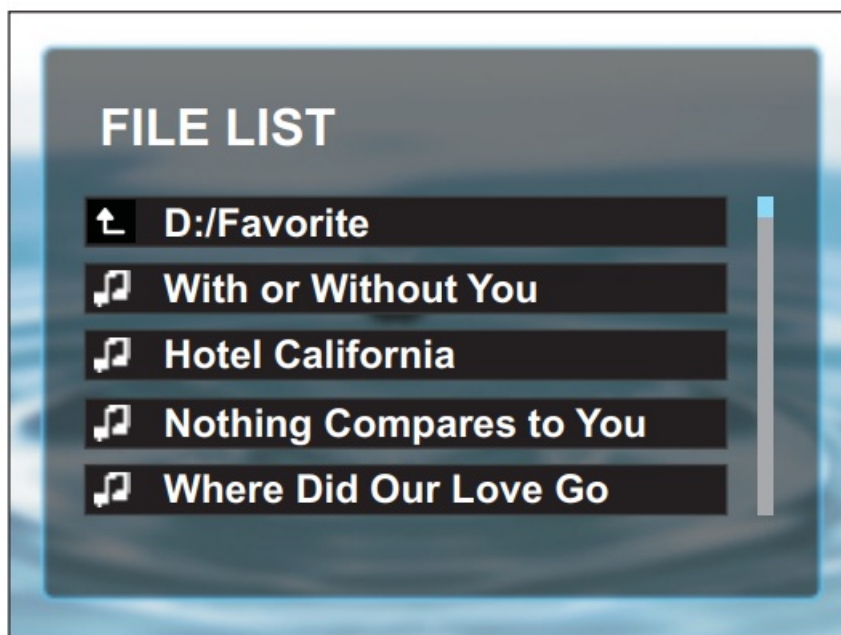 FILE LIST
D:/Favorite
With or Without You
Hotel California
Nothing Compares to You
Where Did Our Love Go